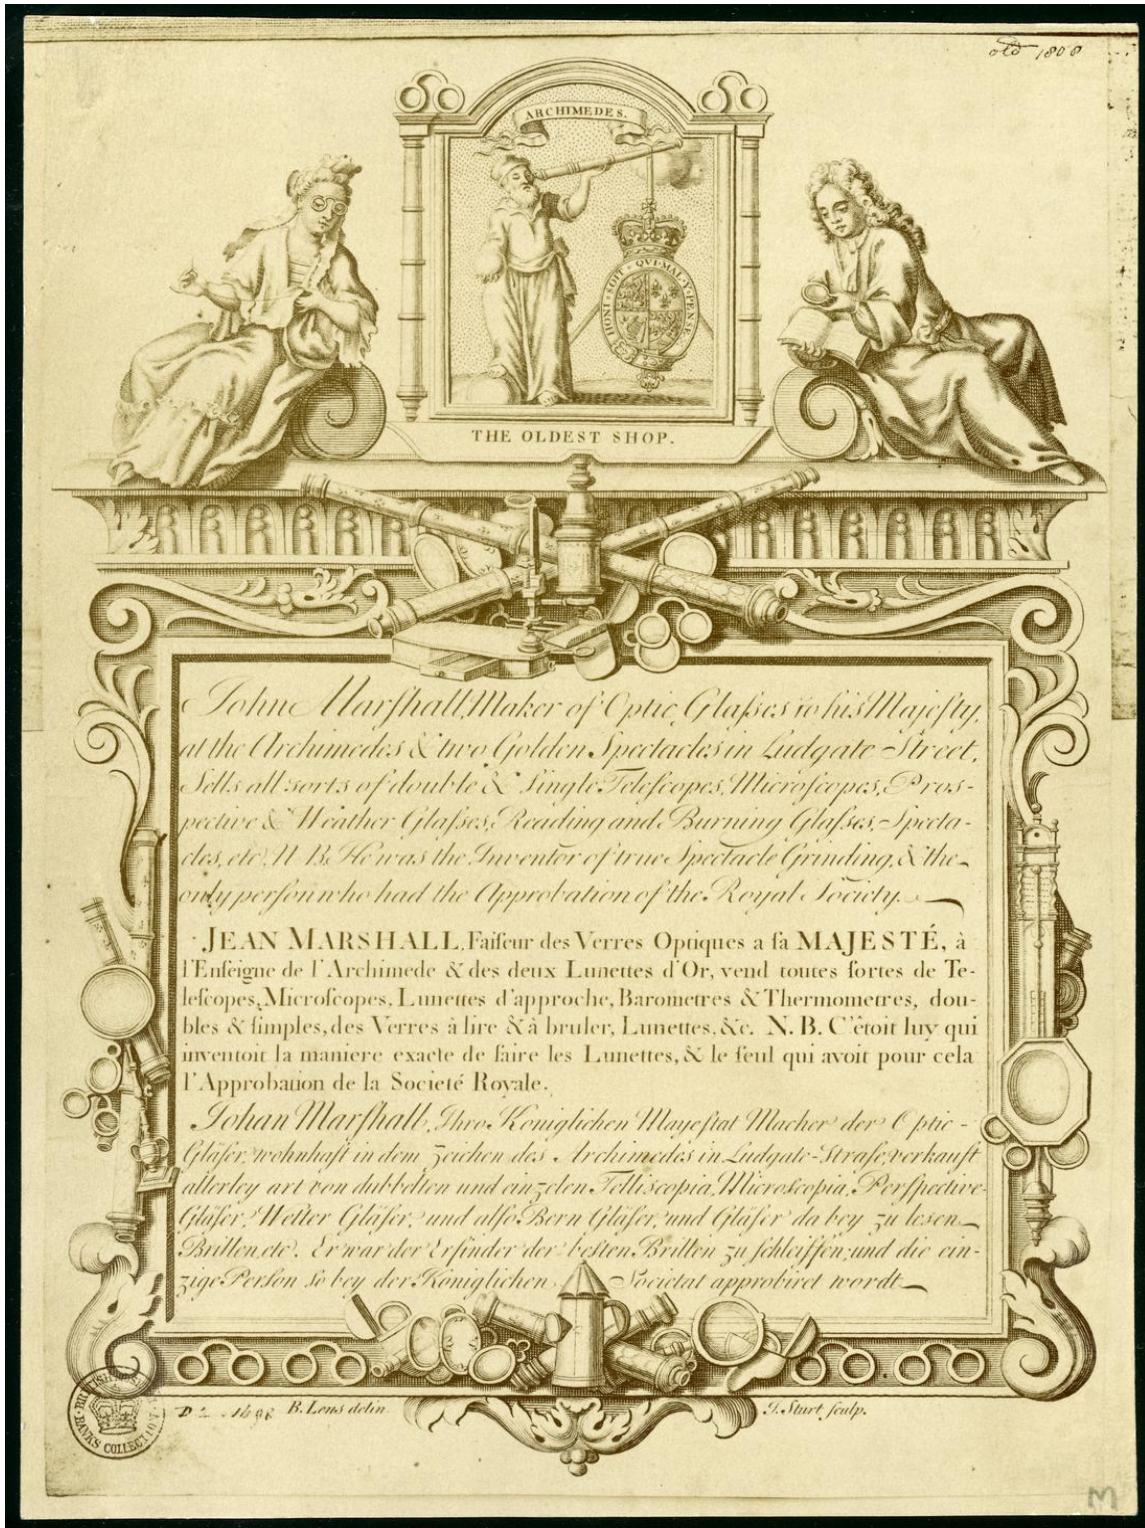 old 1808
ARCHIMEDES.
HONI·SOIT·QVI·MAL·Y·PENSE
THE OLDEST SHOP.
John Marſhall, Maker of Optic Glaſses to his Majeſty,
at the Archimedes & two Golden Spectacles in Ludgate Street,
Sells all sorts of double & Single Teleſcopes, Microſcopes, Pros-
pective & Weather Glaſses, Reading and Burning Glaſses, Specta-
cles, etc. N.B. He was the Inventor of true Spectacle Grinding, & the
only perſon who had the Approbation of the Royal Society.
JEAN MARSHALL, Faiſeur des Verres Optiques a ſa MAJESTÉ, à
l'Enſeigne de l'Archimede & des deux Lunettes d'Or, vend toutes ſortes de Te-
leſcopes, Microſcopes, Lunettes d'approche, Barometres & Thermometres, dou-
bles & ſimples, des Verres à lire & à bruler, Lunettes, &c. N.B. C'étoit luy qui
inventoit la maniere exacte de faire les Lunettes, & le ſeul qui avoit pour cela
l'Approbation de la Societé Royale.
Johan Marſhall, Ihro Königlichen Mayeſtat Macher der Optic-
Gläſer, wohnhaft in dem zeichen des Archimedes in Ludgate-Straſe, verkauft
allerley art von dubbelten und einzelen Telliscopia, Microscopia, Perſpective-
Gläſer, Wetter Gläſer, und alſo Bern Gläſer, und Gläſer da bey zu lesen
Brillen, etc. Er war der Erfinder der beſten Brillen zu ſchleiffen, und die ein-
zige Perſon so bey der Königlichen Societat approbiret wordt
B. Lens delin.
J. Sturt ſculp.
BANKS COLLECTION
M